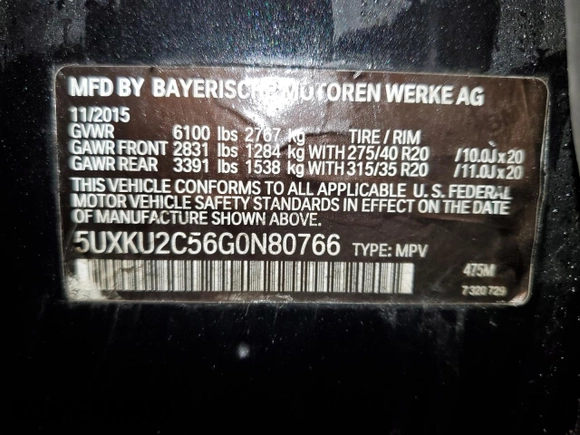 MFD BY BAYERISCHE MOTOREN WERKE AG
11/2015
GVWR 6100 lbs 2767 kg TIRE / RIM
GAWR FRONT 2831 lbs 1284 kg WITH 275/40 R20 /10.0J x 20
GAWR REAR 3391 lbs 1538 kg WITH 315/35 R20 /11.0J x 20
THIS VEHICLE CONFORMS TO ALL APPLICABLE U.S. FEDERAL
MOTOR VEHICLE SAFETY STANDARDS IN EFFECT ON THE DATE
OF MANUFACTURE SHOWN ABOVE.
5UXKU2C56G0N80766 TYPE: MPV
475M
7 320 729